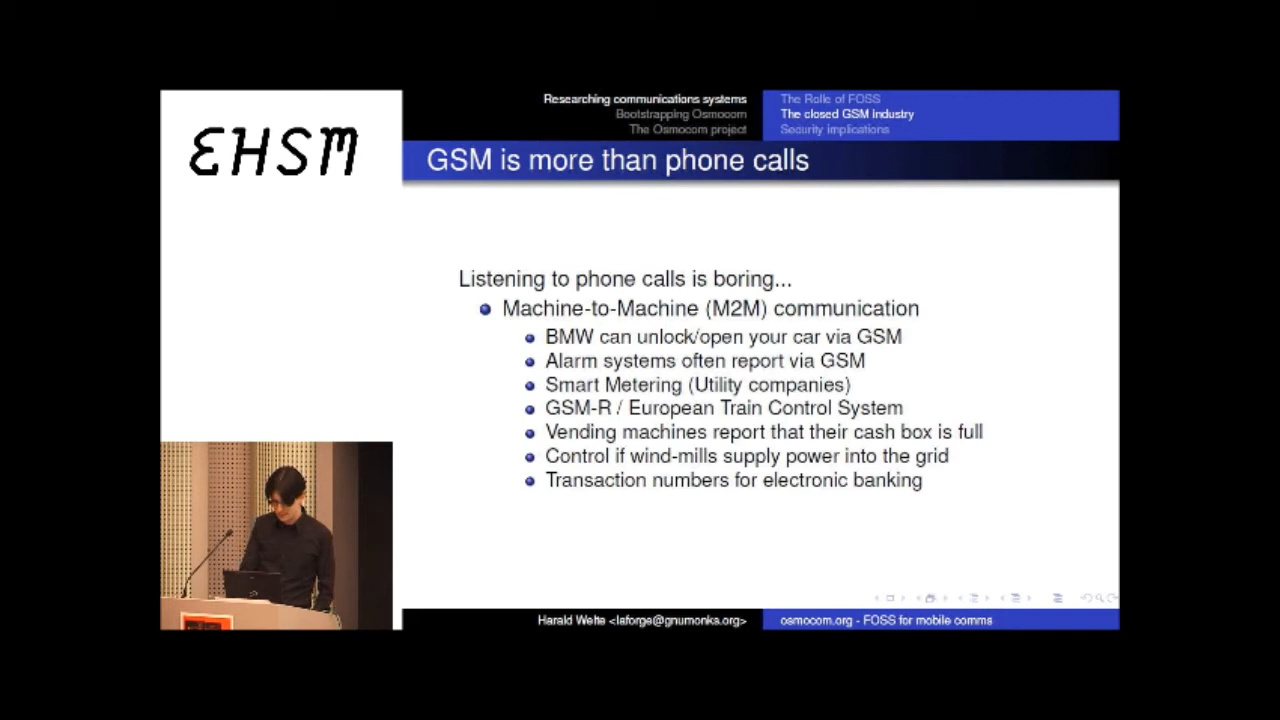 EHSM
Researching communications systems
Bootstrapping Osmocom
The Osmocom project
The Rolle of FOSS
The closed GSM industry
Security implications
GSM is more than phone calls
Listening to phone calls is boring...
Machine-to-Machine (M2M) communication
BMW can unlock/open your car via GSM
Alarm systems often report via GSM
Smart Metering (Utility companies)
GSM-R / European Train Control System
Vending machines report that their cash box is full
Control if wind-mills supply power into the grid
Transaction numbers for electronic banking
Harald Welte <laforge@gnumonks.org>
osmocom.org - FOSS for mobile comms